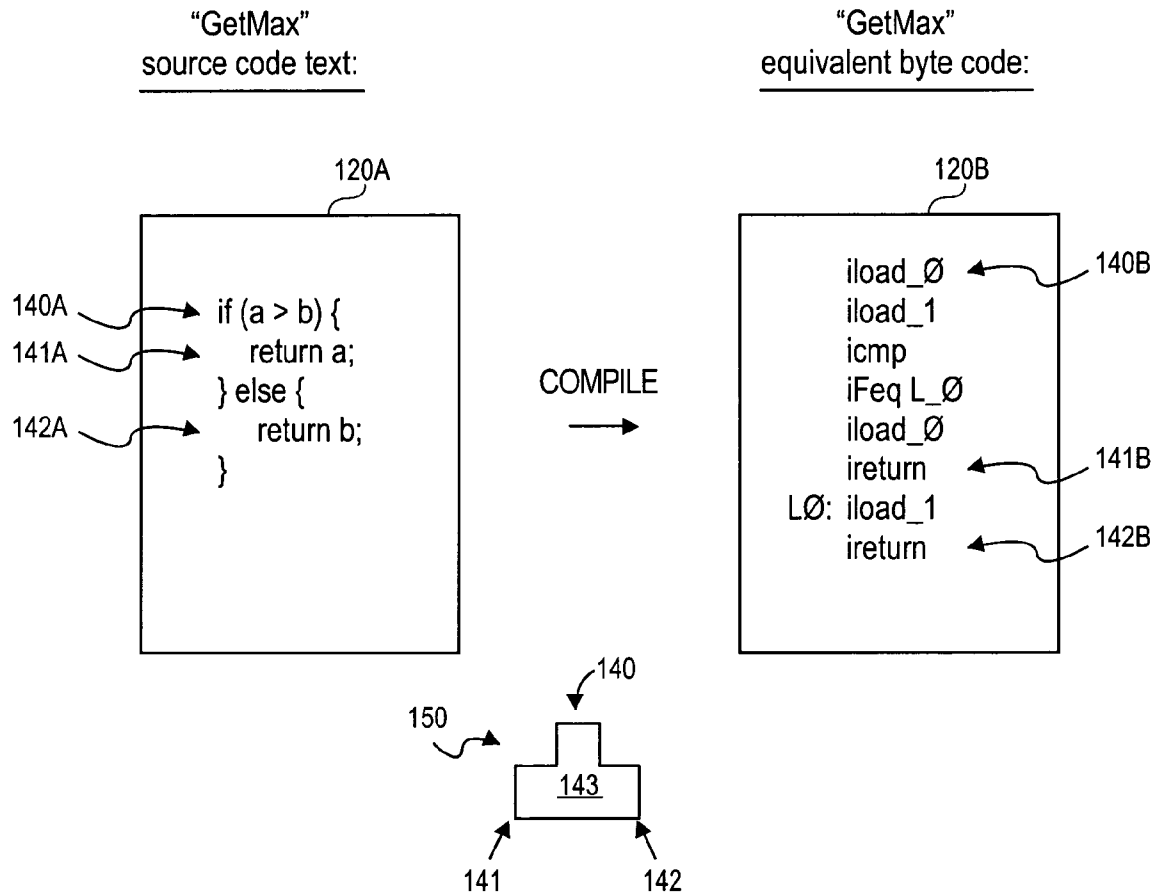 “GetMax”
source code text:
120A
140A
141A
142A
if (a > b) {
return a;
} else {
return b;
}
COMPILE
“GetMax”
equivalent byte code:
120B
iload_Ø
iload_1
icmp
iFeq L_Ø
iload_Ø
ireturn
LØ: iload_1
ireturn
140B
141B
142B
140
150
143
141
142